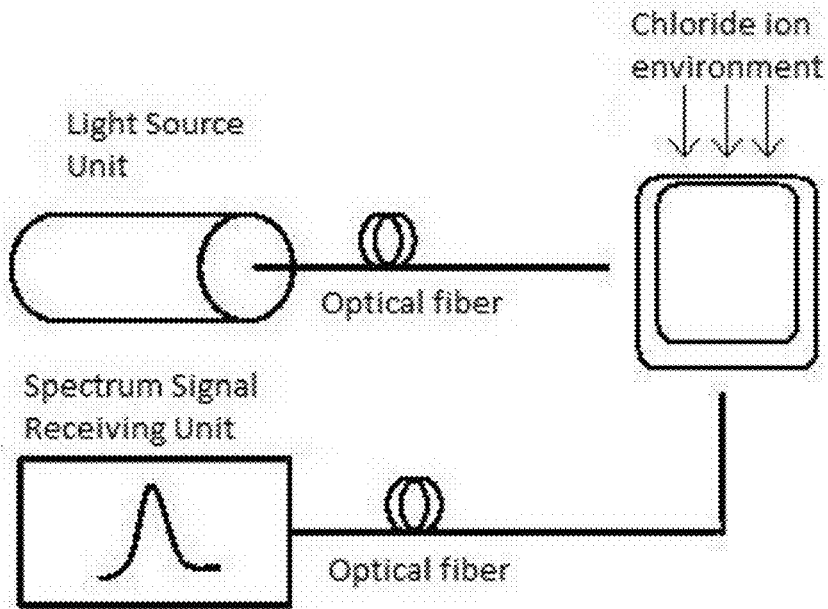 Chloride ion
environment
Light Source
Unit
Optical fiber
Spectrum Signal
Receiving Unit
Optical fiber